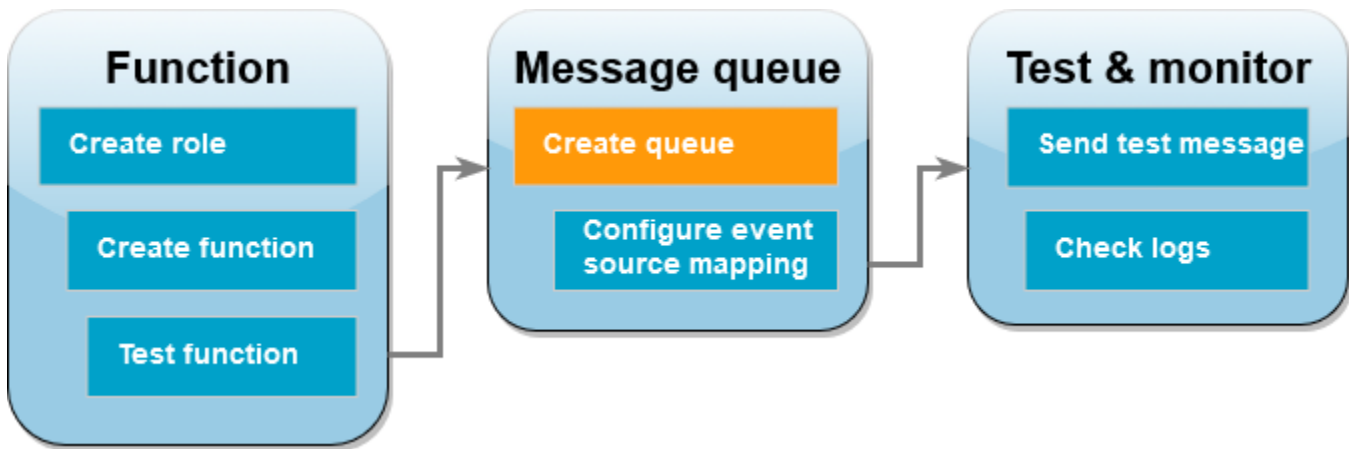 Function
Create role
Create function
Test function
Message queue
Create queue
Configure event
source mapping
Test & monitor
Send test message
Check logs